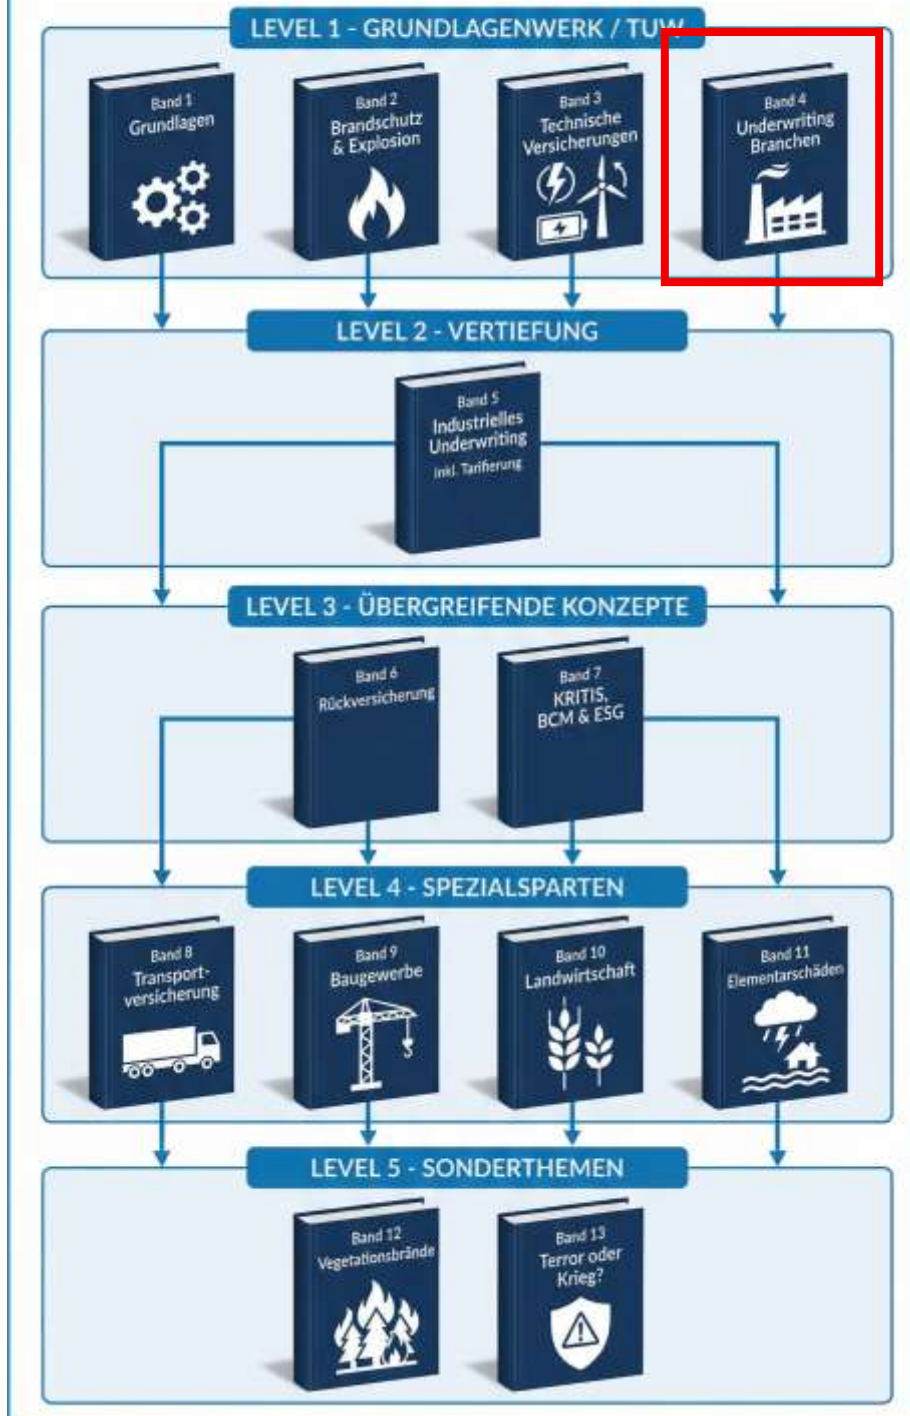 LEVEL 1 - GRUNDLAGENWERK / TUW
Band 1
Grundlagen
Band 2
Brandschutz
& Explosion
Band 3
Technische
Versicherungen
Band 4
Underwriting
Branchen
LEVEL 2 - VERTIEFUNG
Band 5
Industrielles
Underwriting
inkl. Tarifierung
LEVEL 3 - ÜBERGREIFENDE KONZEPTE
Band 6
Rückversicherung
Band 7
KRITIS,
BCM & ESG
LEVEL 4 - SPEZIALSPARTEN
Band 8
Transport-
versicherung
Band 9
Baugewerbe
Band 10
Landwirtschaft
Band 11
Elementarschäden
LEVEL 5 - SONDERTHEMEN
Band 12
Vegetationsbrände
Band 13
Terror oder
Krieg?